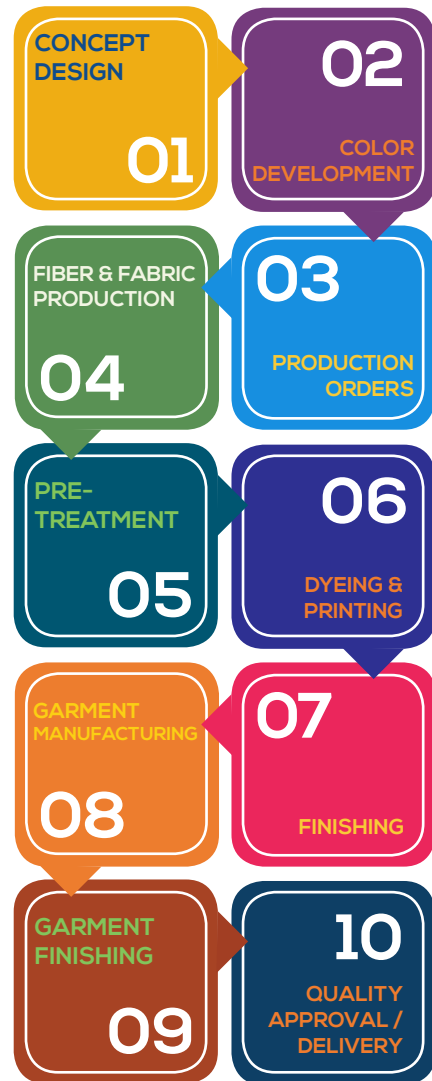 CONCEPT
DESIGN
01
02
COLOR
DEVELOPMENT
03
PRODUCTION
ORDERS
FIBER & FABRIC
PRODUCTION
04
PRE-
TREATMENT
05
06
DYEING &
PRINTING
07
FINISHING
GARMENT
MANUFACTURING
08
GARMENT
FINISHING
09
10
QUALITY
APPROVAL /
DELIVERY